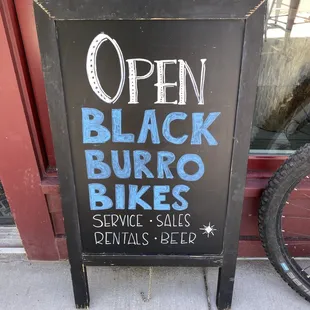 OPEN
BLACK
BURRO
BIKES
SERVICE · SALES
RENTALS · BEER